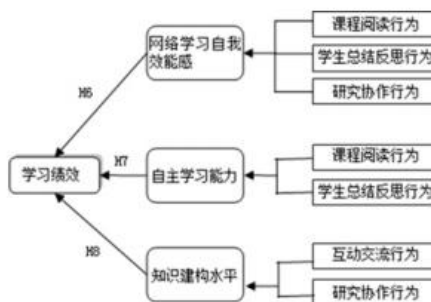 课程阅读行为
网络学习自我
效能感
学生总结反思行为
研究协作行为
H6
课程阅读行为
学习绩效
H7
自主学习能力
学生总结反思行为
H8
互动交流行为
知识建构水平
研究协作行为